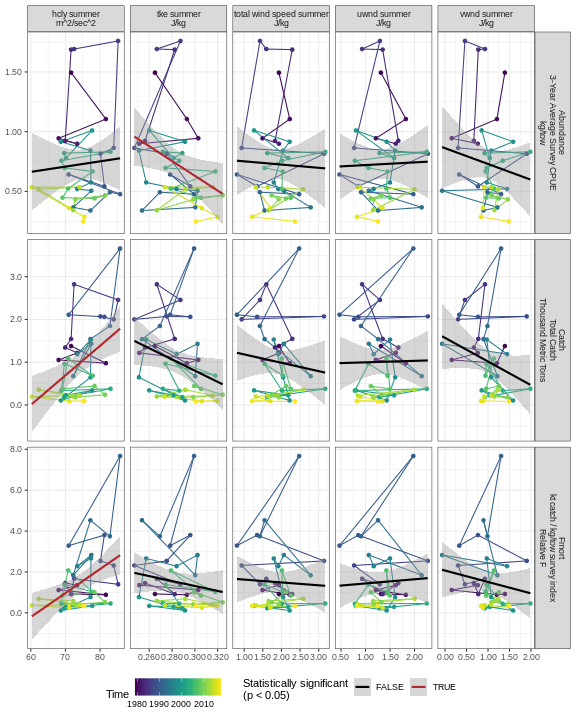 hcly summer
m^2/sec^2
tke summer
J/kg
total wind speed summer
J/kg
uwnd summer
J/kg
vwnd summer
J/kg
1.50
1.00
0.50
Abundance
3-Year Average Survey CPUE
kg/tow
3.0
2.0
1.0
0.0
Catch
Total Catch
Thousand Metric Tons
8.0
6.0
4.0
2.0
0.0
Fmort
kt catch / kg/tow survey index
Relative F
60 70 80
0.260 0.280 0.300 0.320
1.00 1.50 2.00 2.50 3.00
0.50 1.00 1.50 2.00
0.00 0.50 1.00 1.50 2.00
Time
1980 1990 2000 2010
Statistically significant
(p < 0.05)
FALSE
TRUE